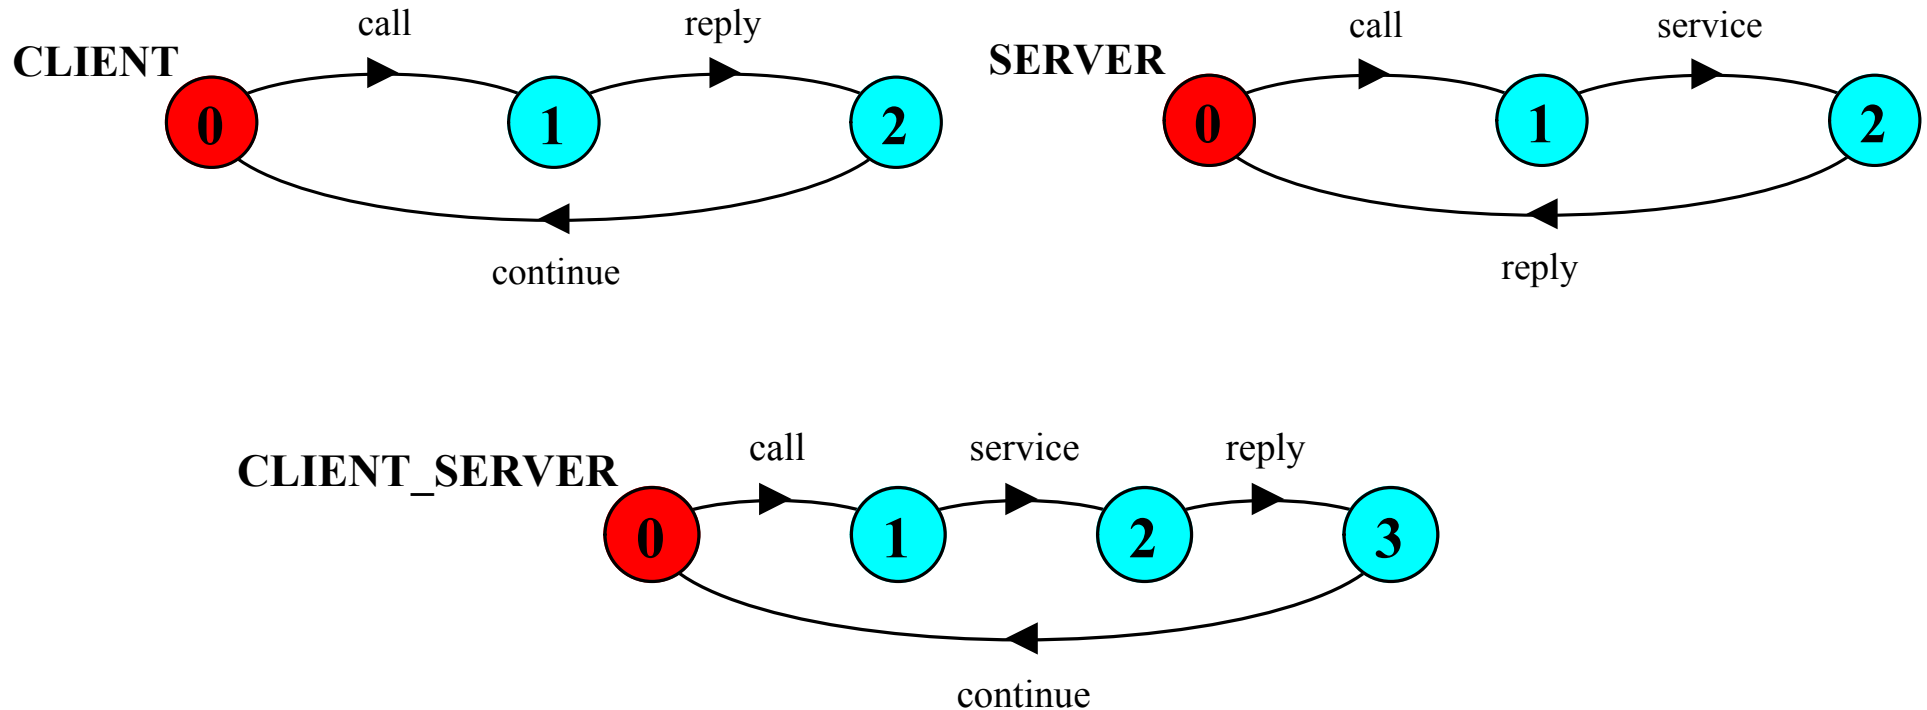 call
reply
CLIENT
0
1
2
continue
call
service
SERVER
0
1
2
reply
call
service
reply
CLIENT_SERVER
0
1
2
3
continue